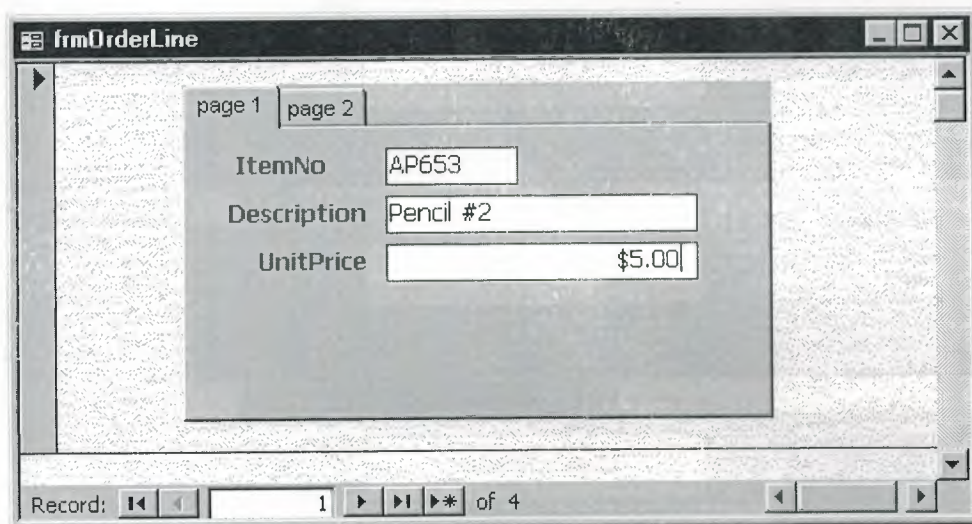 frmOrderLine
page 1 page 2
ItemNo AP653
Description Pencil #2
UnitPrice $5.00
Record: 1 of 4